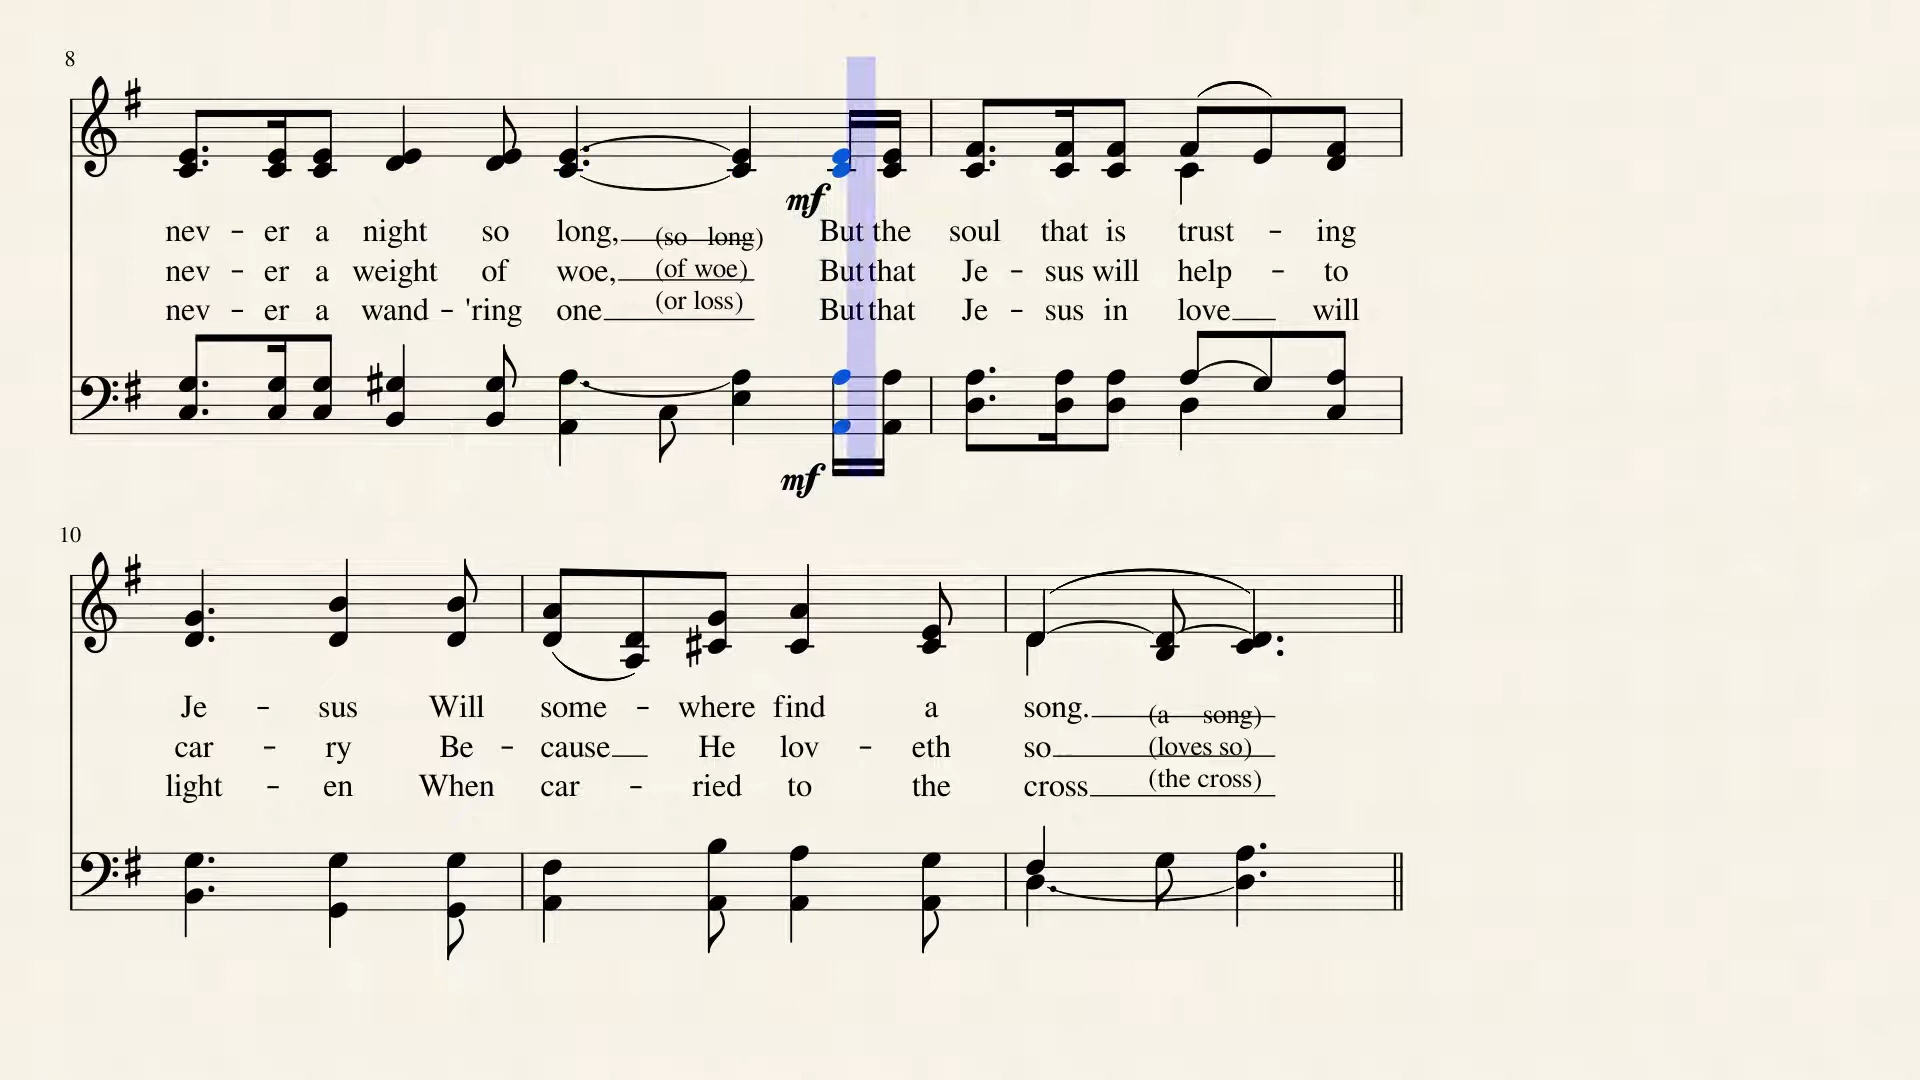 8
mf
nev - er a night so long, (so long) But the soul that is trust - ing
nev - er a weight of woe, (of woe) But that Je - sus will help - to
nev - er a wand - 'ring one (or loss) But that Je - sus in love will
mf
10
Je - sus Will some - where find a song. (a song)
car - ry Be - cause He lov - eth so (loves so)
light - en When car - ried to the cross (the cross)